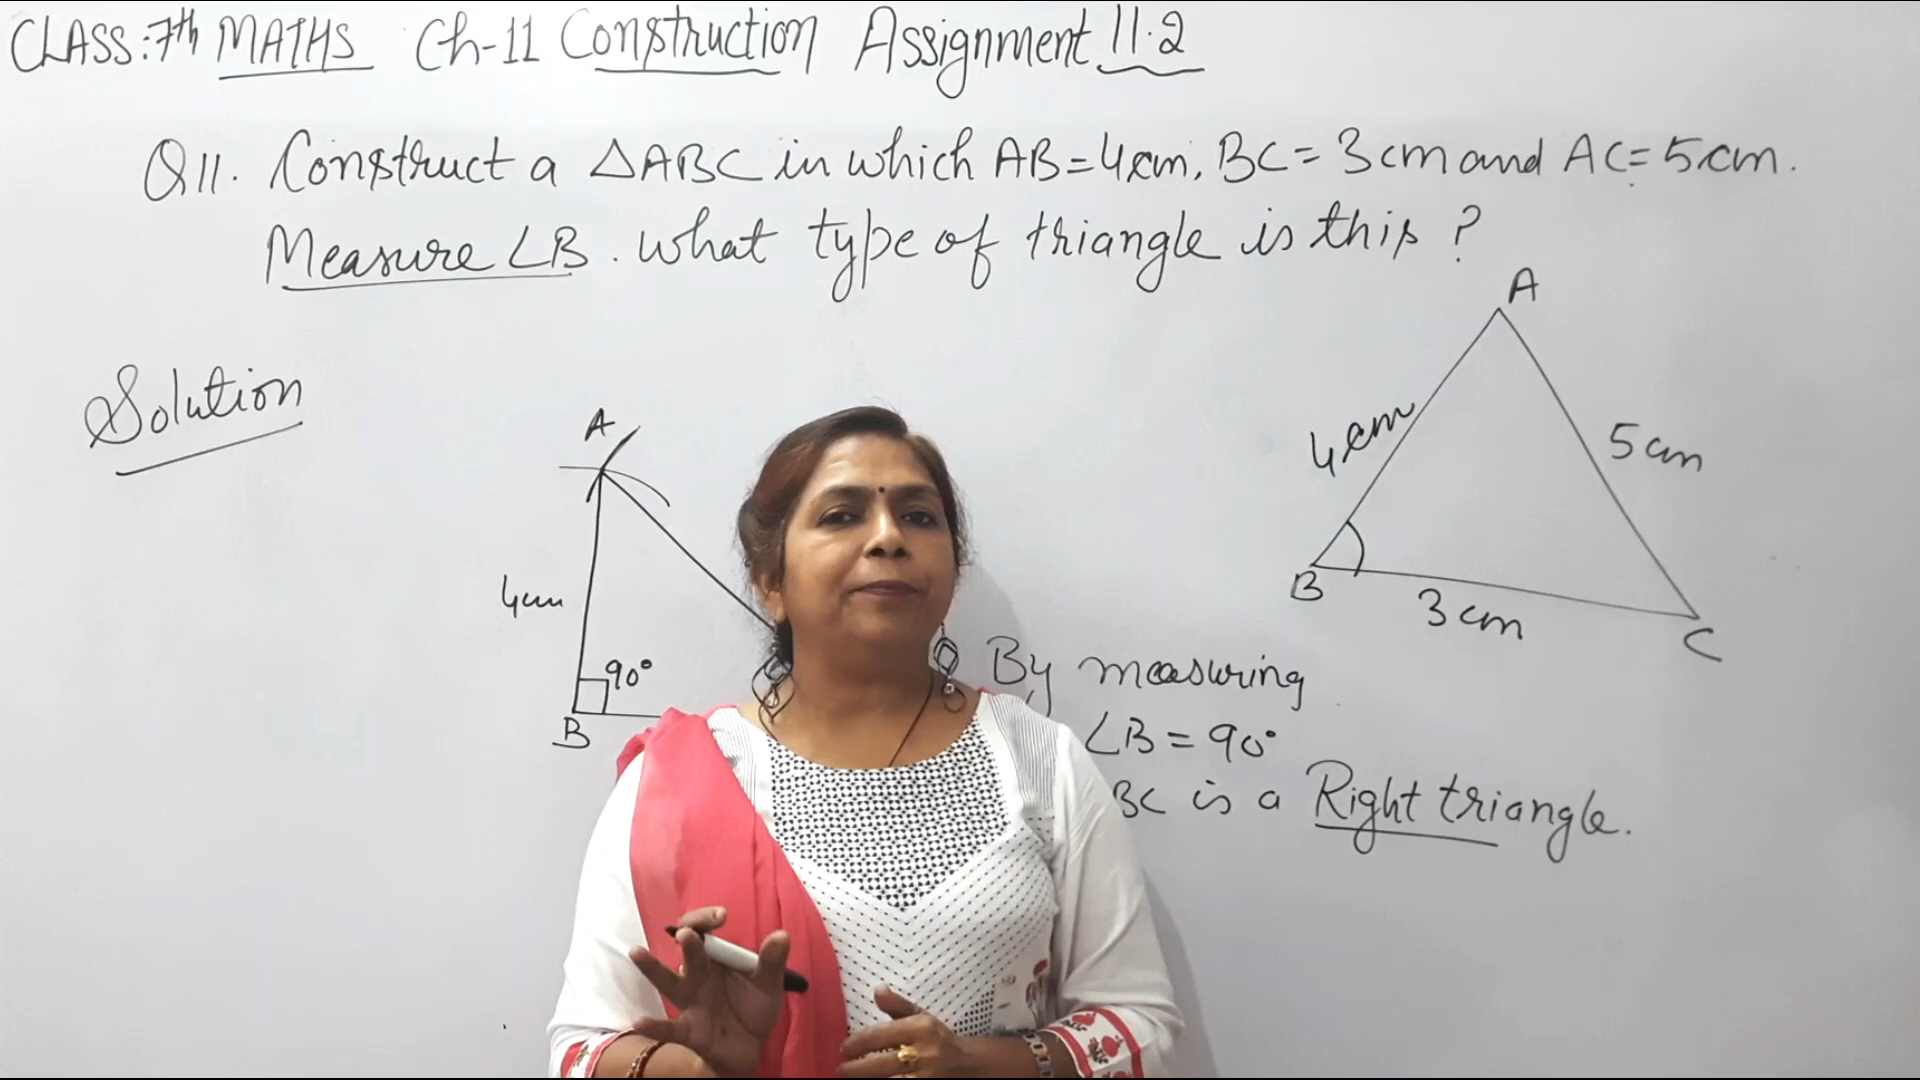 CLASS: 7th MATHS Ch-11 Construction Assignment 11.2
Q11. Construct a △ABC in which AB=4cm, BC=3cm and AC=5cm.
Measure ∠B. what type of triangle is this?
Solution
A
4cm
90°
B
A
4cm
5cm
B
3cm
C
By measuring
∠B = 90°
BC is a Right triangle.